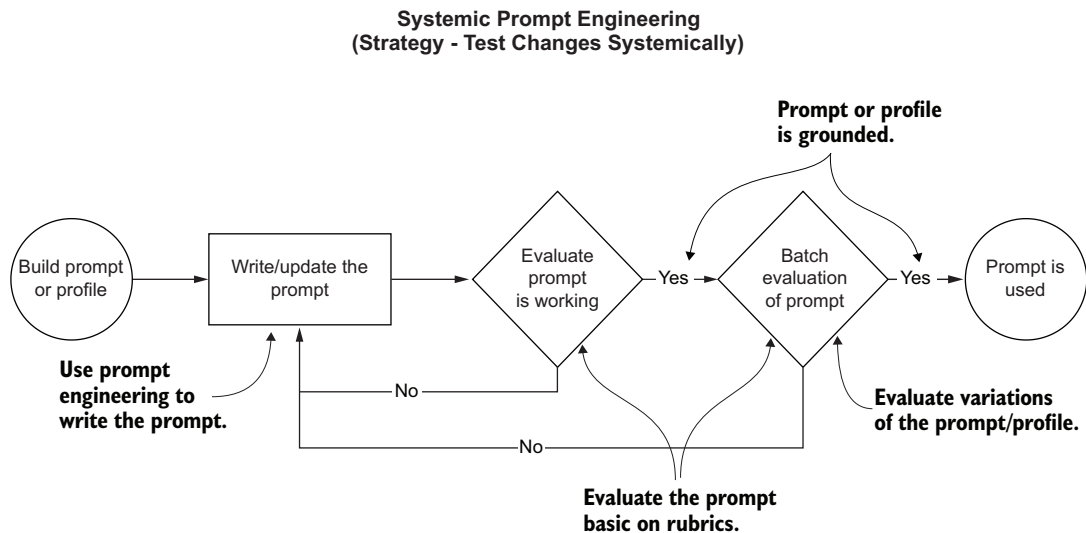 Systemic Prompt Engineering
(Strategy - Test Changes Systemically)
Prompt or profile
is grounded.
Build prompt
or profile
Write/update the
prompt
Evaluate
prompt
is working
Yes
Batch
evaluation
of prompt
Yes
Prompt is
used
Use prompt
engineering to
write the prompt.
No
Evaluate variations
of the prompt/profile.
No
Evaluate the prompt
basic on rubrics.